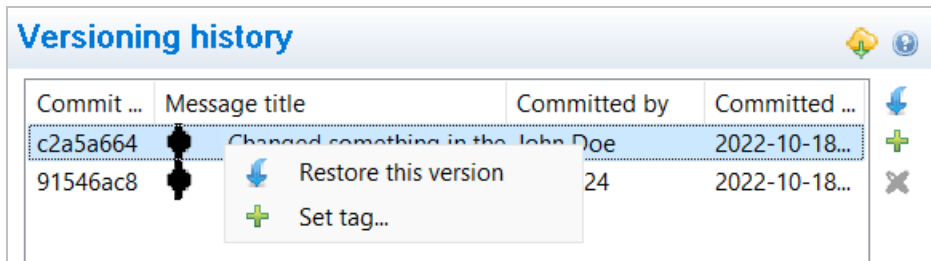 Versioning history
Commit ... Message title Committed by Committed ...
c2a5a664 Changed something in the John Doe 2022-10-18...
91546ac8 24 2022-10-18...
Restore this version
Set tag...